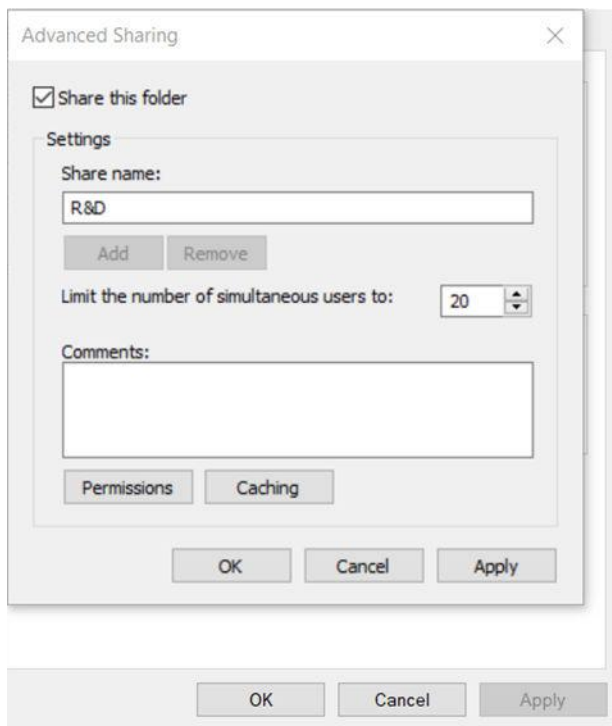 Advanced Sharing
Share this folder
Settings
Share name:
R&D
Add Remove
Limit the number of simultaneous users to: 20
Comments:
Permissions Caching
OK Cancel Apply
OK Cancel Apply